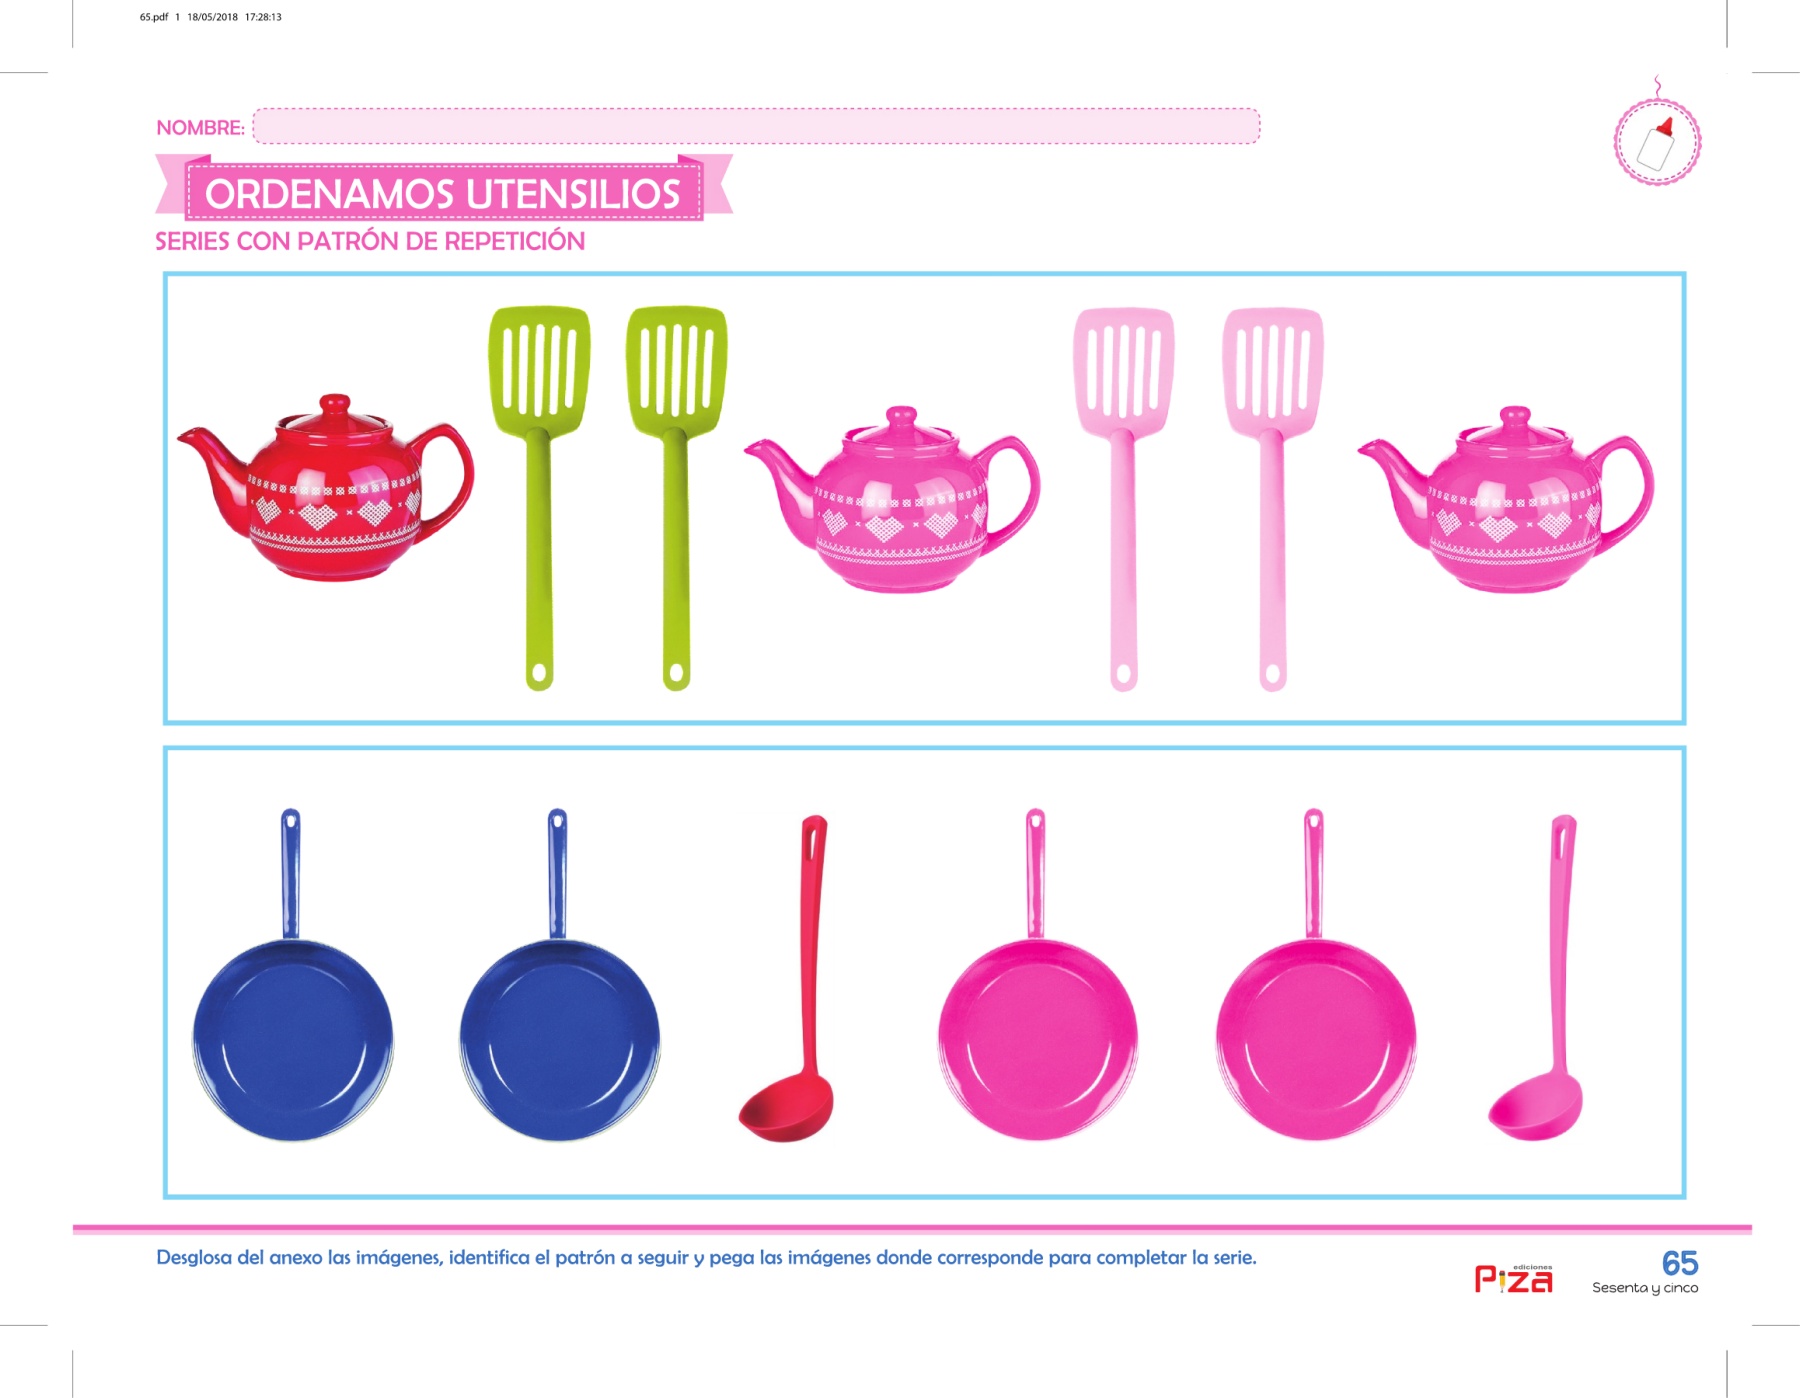 65.pdf 1 18/05/2018 17:28:13
NOMBRE:
ORDENAMOS UTENSILIOS
SERIES CON PATRÓN DE REPETICIÓN
Desglosa del anexo las imágenes, identifica el patrón a seguir y pega las imágenes donde corresponde para completar la serie.
ediciones
Piza
65
Sesenta y cinco